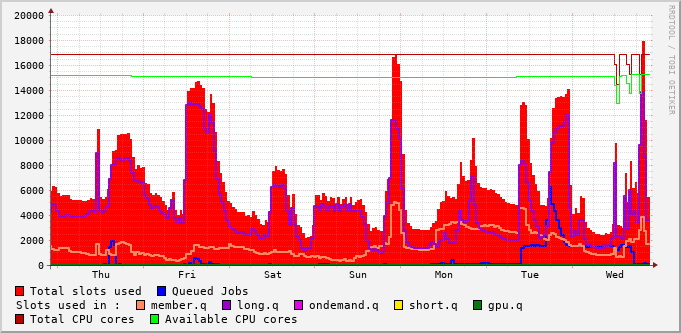 RRDTOOL / TOBI OETIKER
20000
18000
16000
14000
12000
10000
8000
6000
4000
2000
0
Thu Fri Sat Sun Mon Tue Wed
Total slots used Queued Jobs
Slots used in : member.q long.q ondemand.q short.q gpu.q
Total CPU cores Available CPU cores